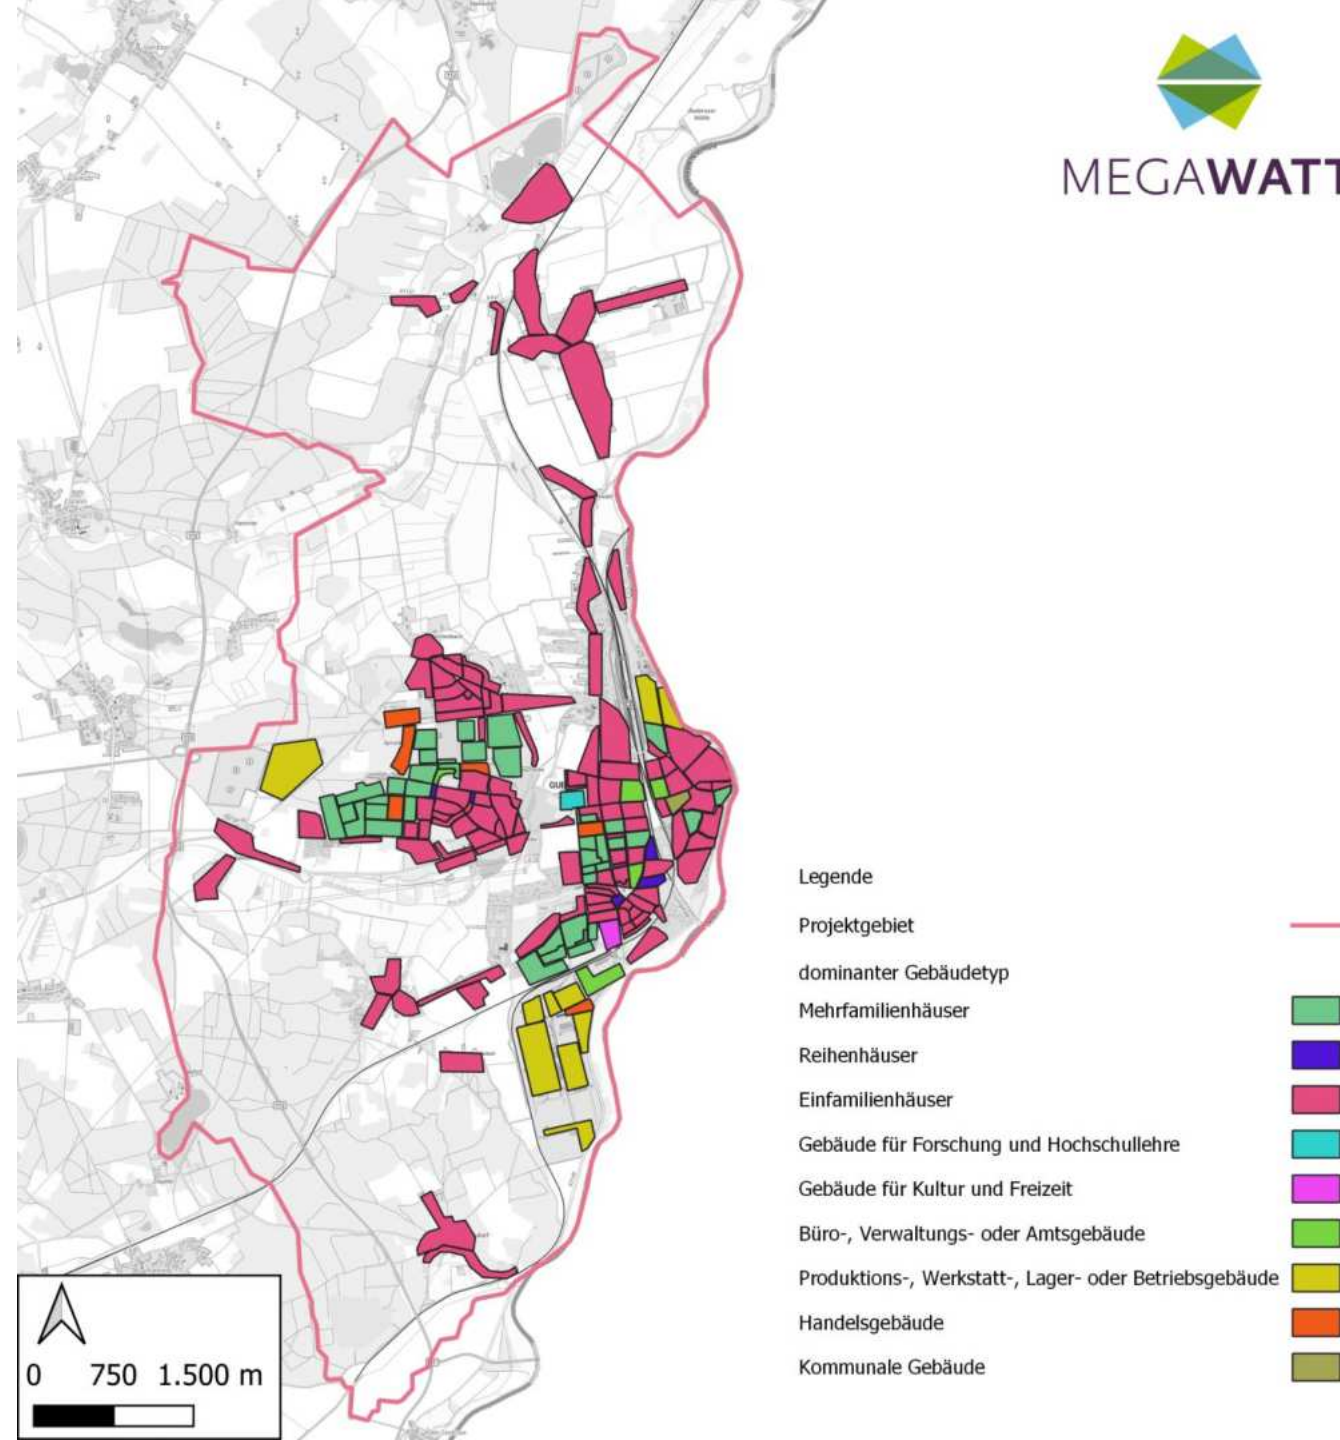 MEGAWATT
GUB
Legende
Projektgebiet
dominanter Gebäudetyp
Mehrfamilienhäuser
Reihenhäuser
Einfamilienhäuser
Gebäude für Forschung und Hochschullehre
Gebäude für Kultur und Freizeit
Büro-, Verwaltungs- oder Amtsgebäude
Produktions-, Werkstatt-, Lager- oder Betriebsgebäude
Handelsgebäude
Kommunale Gebäude
0 750 1.500 m